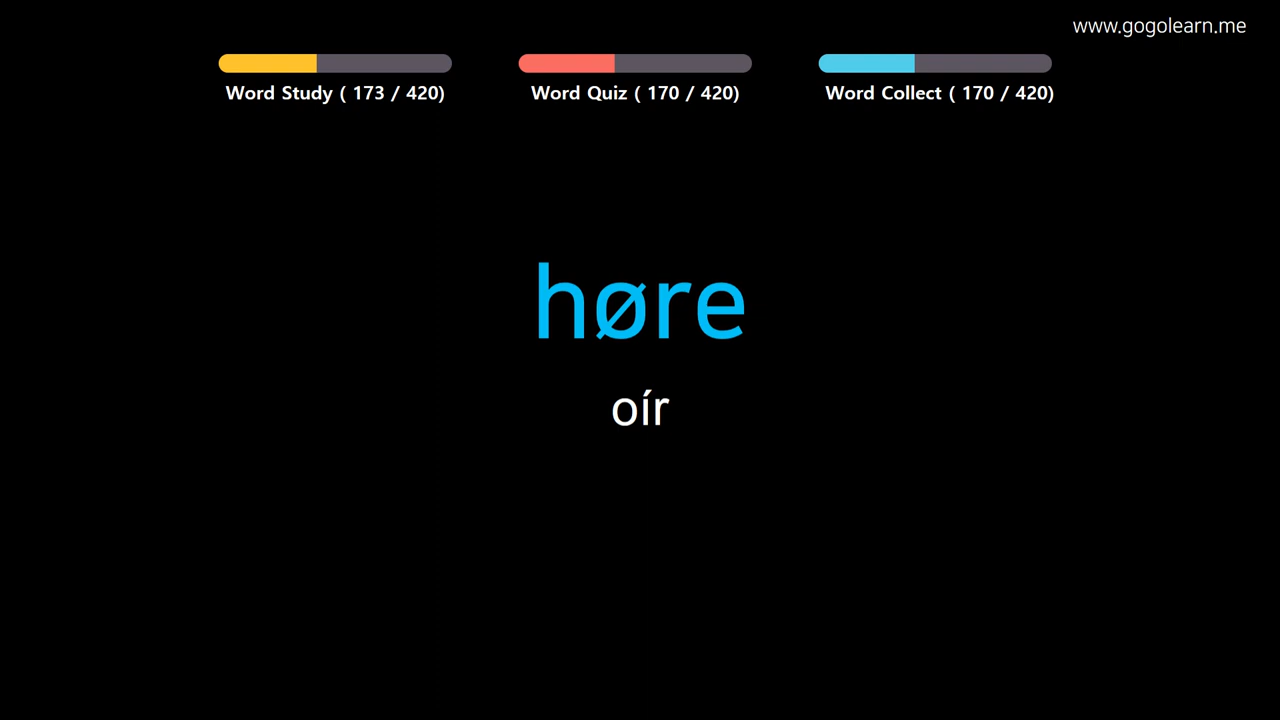 www.gogolearn.me
Word Study ( 173 / 420)
Word Quiz ( 170 / 420)
Word Collect ( 170 / 420)
høre
oír